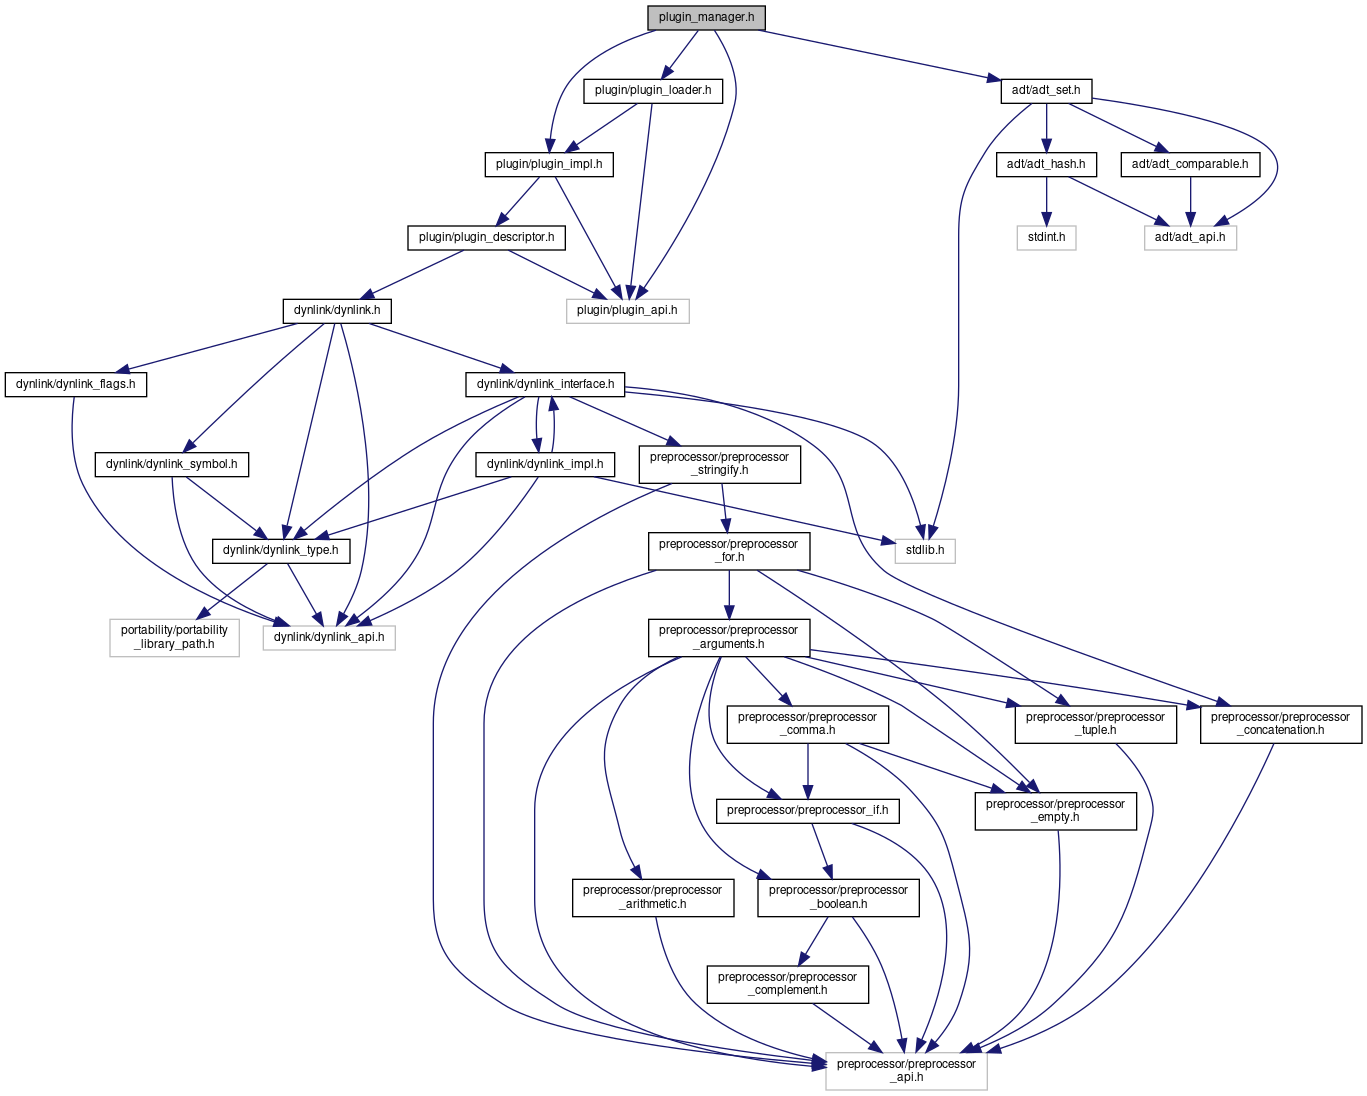 plugin_manager.h
plugin/plugin_loader.h
adt/adt_set.h
plugin/plugin_impl.h
adt/adt_hash.h
adt/adt_comparable.h
plugin/plugin_descriptor.h
stdint.h
adt/adt_api.h
dynlink/dynlink.h
plugin/plugin_api.h
dynlink/dynlink_flags.h
dynlink/dynlink_interface.h
dynlink/dynlink_symbol.h
dynlink/dynlink_impl.h
preprocessor/preprocessor
_stringify.h
dynlink/dynlink_type.h
preprocessor/preprocessor
_for.h
stdlib.h
portability/portability
_library_path.h
dynlink/dynlink_api.h
preprocessor/preprocessor
_arguments.h
preprocessor/preprocessor
_comma.h
preprocessor/preprocessor
_tuple.h
preprocessor/preprocessor
_concatenation.h
preprocessor/preprocessor_if.h
preprocessor/preprocessor
_empty.h
preprocessor/preprocessor
_arithmetic.h
preprocessor/preprocessor
_boolean.h
preprocessor/preprocessor
_complement.h
preprocessor/preprocessor
_api.h